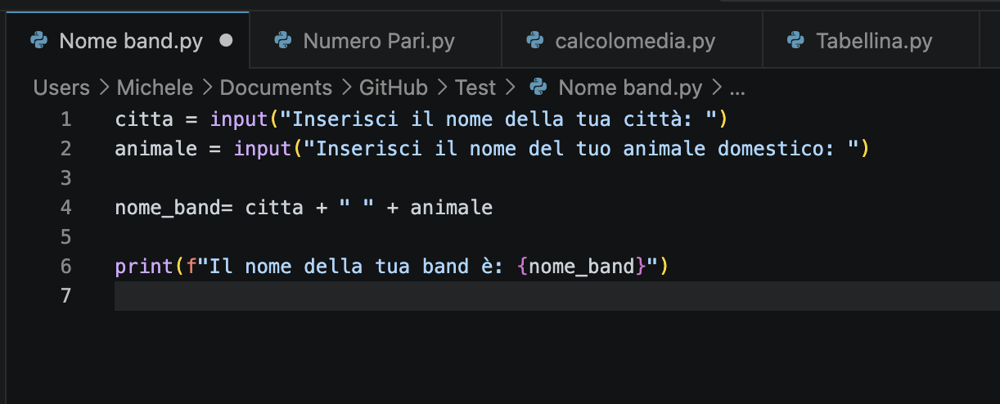 Nome band.py Numero Pari.py calcolomedia.py Tabellina.py
Users > Michele > Documents > GitHub > Test > Nome band.py > ...
1 citta = input("Inserisci il nome della tua città: ")
2 animale = input("Inserisci il nome del tuo animale domestico: ")
3
4 nome_band= citta + " " + animale
5
6 print(f"Il nome della tua band è: {nome_band}")
7